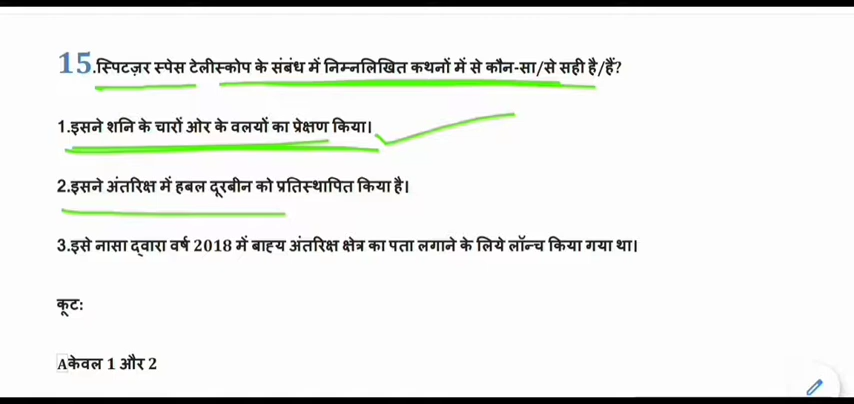 15.स्पिटज़र स्पेस टेलीस्कोप के संबंध में निम्नलिखित कथनों में से कौन-सा/से सही है/हैं?
1.इसने शनि के चारों ओर के वलयों का प्रेक्षण किया।
2.इसने अंतरिक्ष में हबल दूरबीन को प्रतिस्थापित किया है।
3.इसे नासा द्वारा वर्ष 2018 में बाह्य अंतरिक्ष क्षेत्र का पता लगाने के लिये लॉन्च किया गया था।
कूट:
Aकेवल 1 और 2